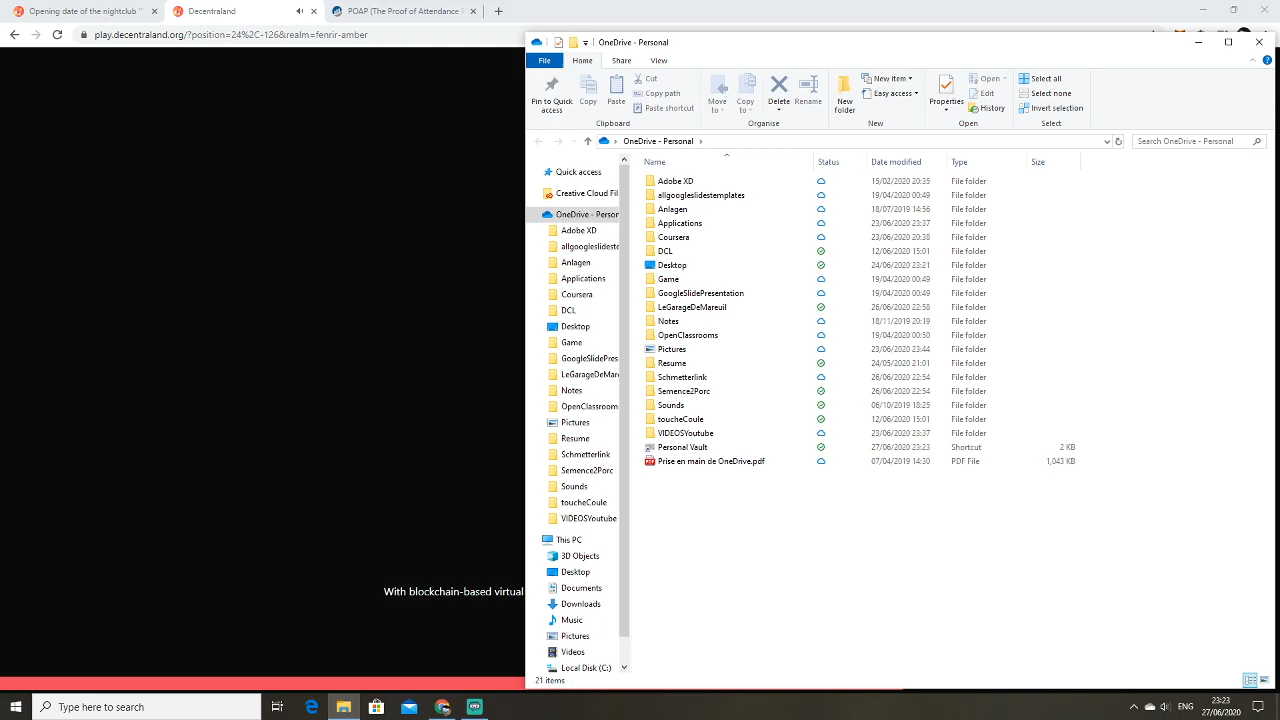 Opening date of the nightclub "
Decentraland
POAP (The Proof of Attendance
play.decentraland.org/?position=24%2C-126&realm=fenrir-amber
With blockchain-based virtual
OneDrive - Personal
File
Home
Share
View
Pin to Quick access
Copy
Paste
Cut
Copy path
Paste shortcut
Clipboard
Move to
Copy to
Delete
Rename
Organise
New folder
New item
Easy access
New
Properties
Open
Edit
History
Open
Select all
Select none
Invert selection
Select
OneDrive - Personal
Search OneDrive - Personal
Quick access
Creative Cloud Fil
OneDrive - Persor
Adobe XD
allgoogleslideste
Anlagen
Applications
Coursera
DCL
Desktop
Game
GoogleSlidePres
LeGarageDeMare
Notes
OpenClassroom
Pictures
Resume
Schmetterlink
Semence2Porc
Sounds
toucheCoule
VIDEOSYoutube
This PC
3D Objects
Desktop
Documents
Downloads
Music
Pictures
Videos
Local Disk (C:)
Name Status Date modified Type Size
Adobe XD 15/02/2020 20:35 File folder
allgoogleslidestemplates 19/04/2020 00:49 File folder
Anlagen 18/07/2019 14:56 File folder
Applications 23/06/2020 23:37 File folder
Coursera 23/06/2020 20:38 File folder
DCL 12/06/2020 15:01 File folder
Desktop 24/06/2020 23:21 File folder
Game 19/04/2020 00:49 File folder
GoogleSlidePresentation 19/04/2020 00:49 File folder
LeGarageDeMareuil 26/06/2020 22:58 File folder
Notes 18/11/2019 20:19 File folder
OpenClassrooms 19/04/2020 00:50 File folder
Pictures 23/06/2020 23:44 File folder
Resume 24/05/2020 21:01 File folder
Schmetterlink 26/06/2020 22:54 File folder
Semence2Porc 26/06/2020 22:54 File folder
Sounds 06/10/2019 18:25 File folder
toucheCoule 12/06/2020 15:01 File folder
VIDEOSYoutube 23/06/2020 23:37 File folder
Personal Vault 27/06/2020 23:23 Shortcut 2 KB
Prise en main de OneDrive.pdf 07/04/2019 14:30 PDF File 1,043 KB
21 items
Type here to search
ENG
23:23
27/06/2020